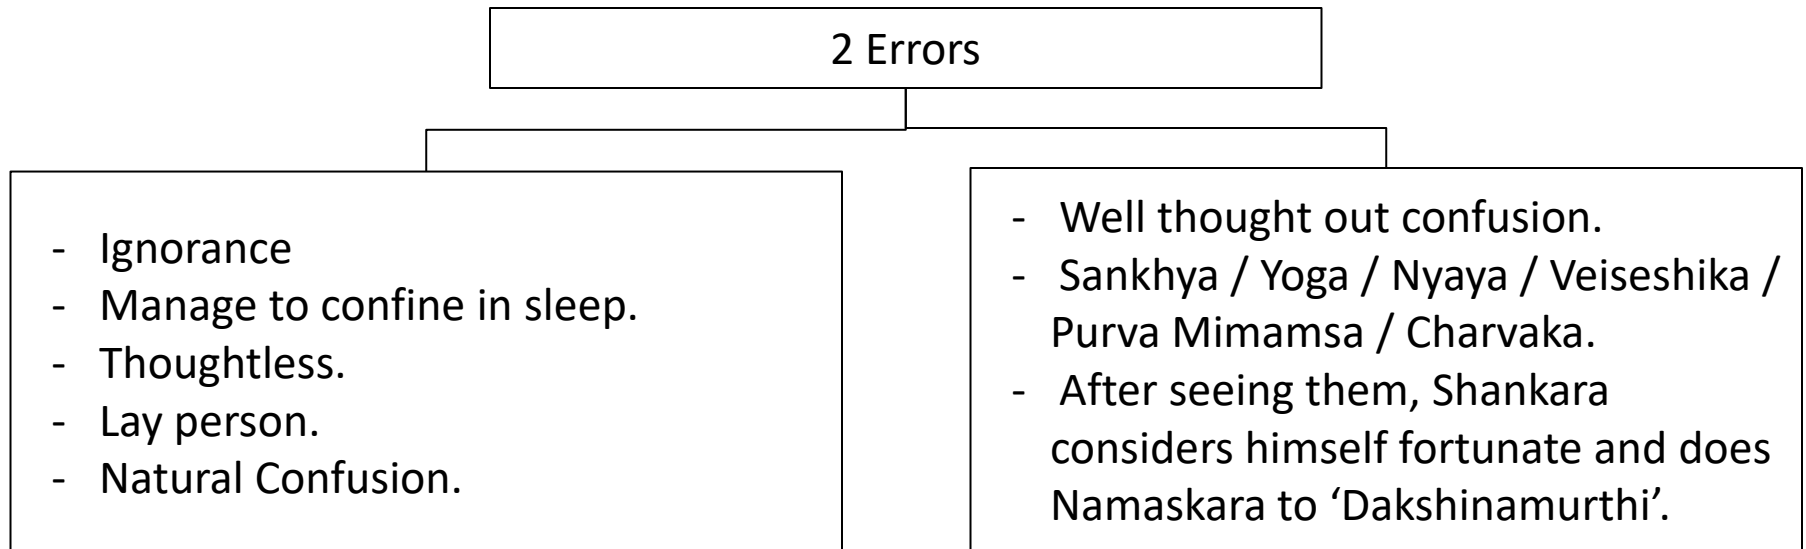 2 Errors
- Ignorance
- Manage to confine in sleep.
- Thoughtless.
- Lay person.
- Natural Confusion.
- Well thought out confusion.
- Sankhya / Yoga / Nyaya / Veiseshika /
Purva Mimamsa / Charvaka.
- After seeing them, Shankara
considers himself fortunate and does
Namaskara to ‘Dakshinamurthi’.